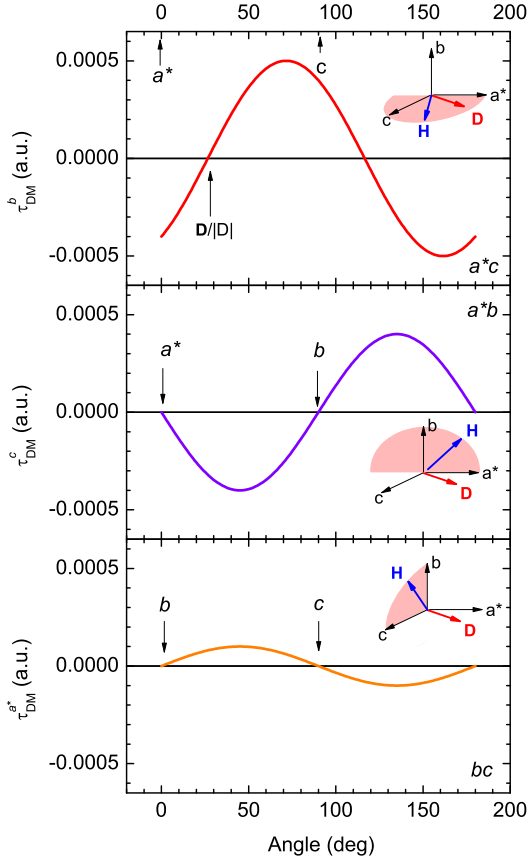 0 50 100 150 200
0.0005
0.0000
-0.0005
τ^b_DM (a.u.)
a*
c
D/|D|
b
a*
c
H
D
a*c
0.0005
0.0000
-0.0005
τ^c_DM (a.u.)
a*b
a*
b
b
H
a*
c
D
0.0005
0.0000
-0.0005
τ^a*_DM (a.u.)
b
c
H
b
a*
c
D
bc
0 50 100 150 200
Angle (deg)